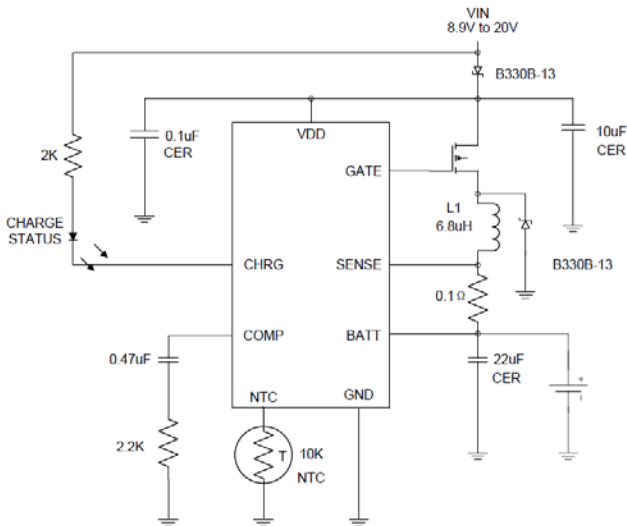 VIN
8.9V to 20V
B330B-13
0.1uF
CER
VDD
10uF
CER
2K
GATE
L1
6.8uH
CHARGE
STATUS
B330B-13
CHRG
SENSE
0.1Ω
COMP
BATT
0.47uF
22uF
CER
+
-
NTC
GND
2.2K
T
10K
NTC